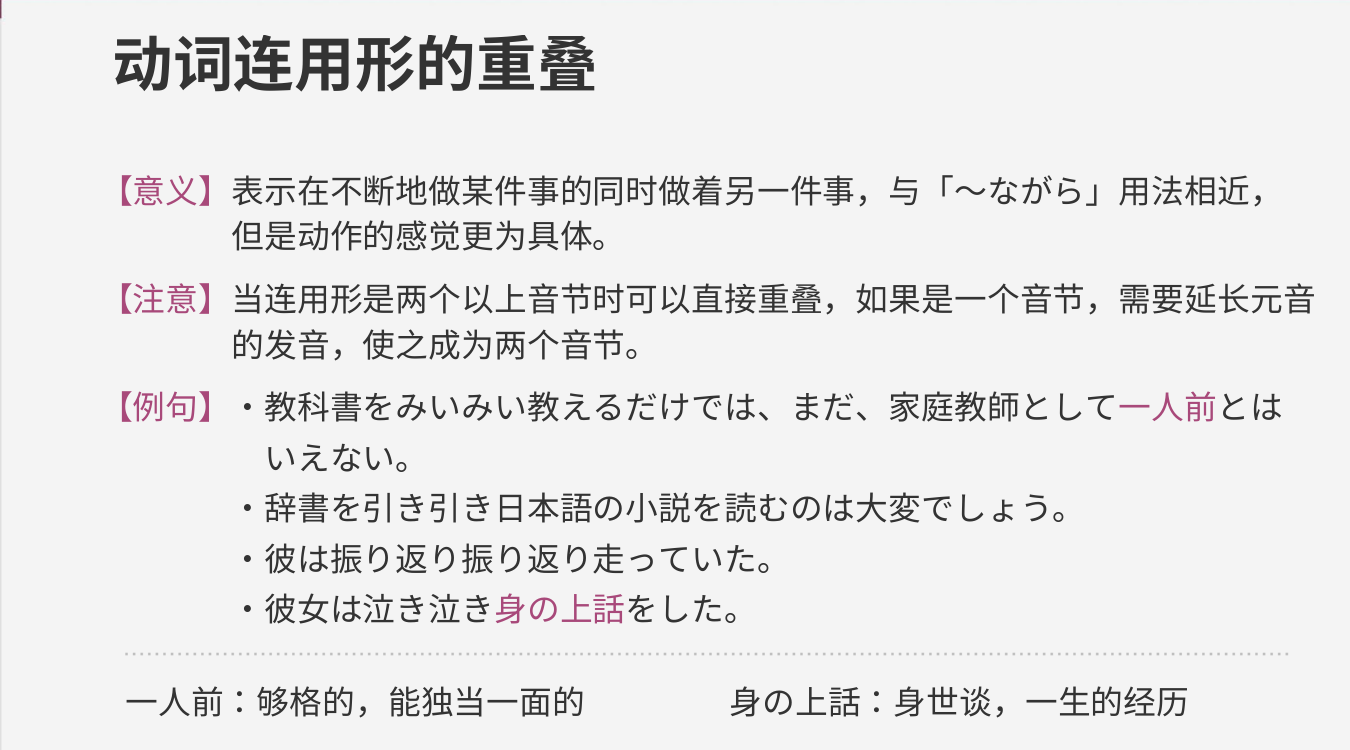 动词连用形的重叠
【意义】表示在不断地做某件事的同时做着另一件事，与「～ながら」用法相近，
但是动作的感觉更为具体。
【注意】当连用形是两个以上音节时可以直接重叠，如果是一个音节，需要延长元音
的发音，使之成为两个音节。
【例句】・教科書をみいみい教えるだけでは、まだ、家庭教師として一人前とは
いえない。
・辞書を引き引き日本語の小説を読むのは大変でしょう。
・彼は振り返り振り返り走っていた。
・彼女は泣き泣き身の上話をした。
一人前：够格的，能独当一面的 身の上話：身世谈，一生的经历